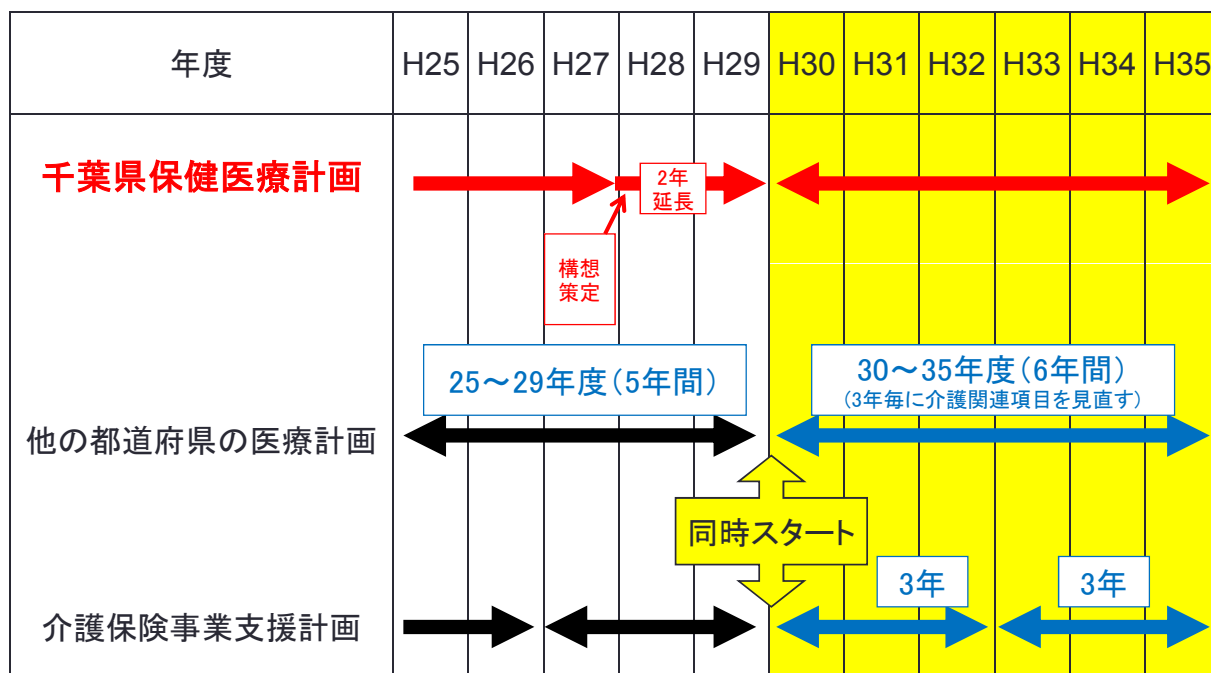 年度 H25 H26 H27 H28 H29 H30 H31 H32 H33 H34 H35
千葉県保健医療計画
2年
延長
構想
策定
25～29年度(5年間)
30～35年度(6年間)
(3年毎に介護関連項目を見直す)
他の都道府県の医療計画
同時スタート
3年 3年
介護保険事業支援計画